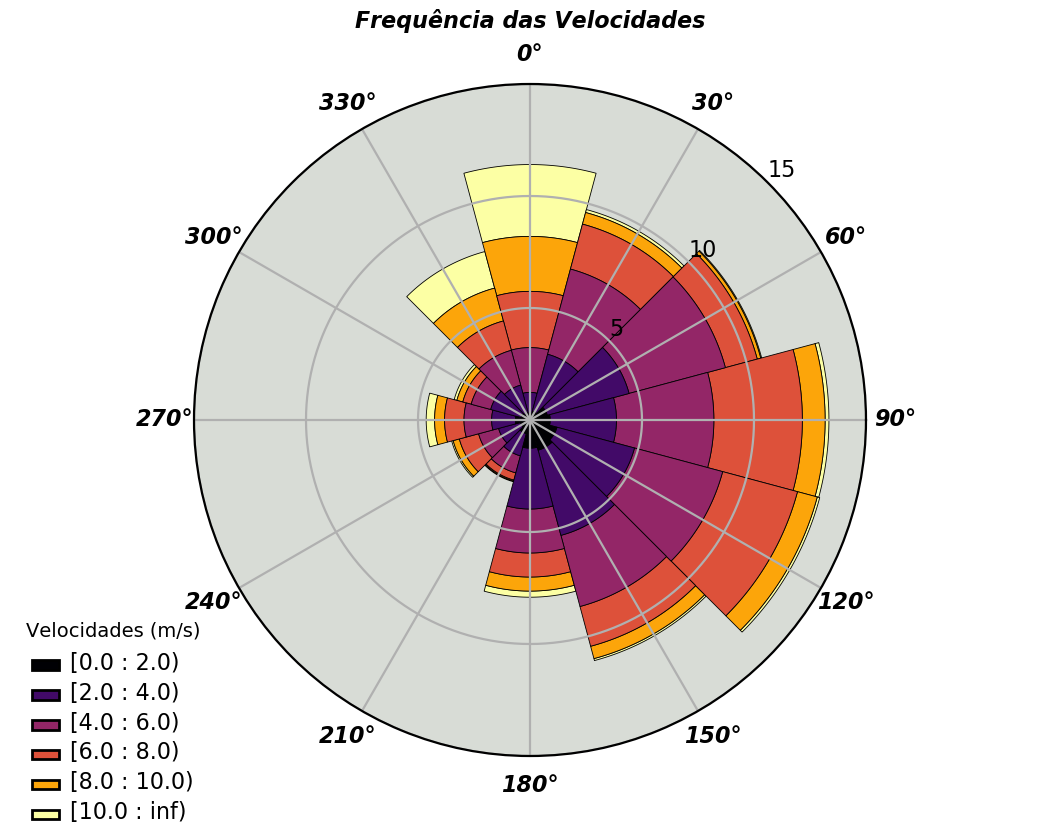 Frequência das Velocidades
0°
330°
30°
15
300°
60°
10
5
270°
90°
240°
120°
210°
150°
180°
Velocidades (m/s)
[0.0 : 2.0)
[2.0 : 4.0)
[4.0 : 6.0)
[6.0 : 8.0)
[8.0 : 10.0)
[10.0 : inf)